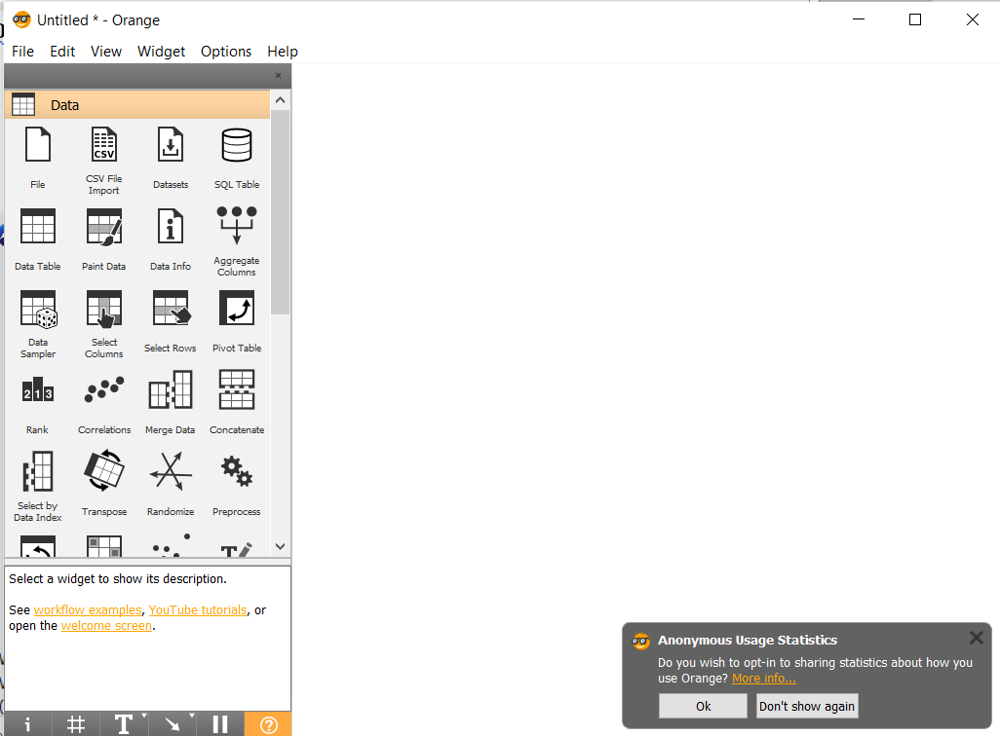 Untitled * - Orange
File Edit View Widget Options Help
Data
CSV
File CSV File Import Datasets SQL Table
Data Table Paint Data Data Info Aggregate Columns
Data Sampler Select Columns Select Rows Pivot Table
2 1 3
Rank Correlations Merge Data Concatenate
Select by Data Index Transpose Randomize Preprocess
T
Select a widget to show its description.
See workflow examples, YouTube tutorials, or
open the welcome screen.
Anonymous Usage Statistics
Do you wish to opt-in to sharing statistics about how you
use Orange? More info...
Ok Don't show again
i # T ?